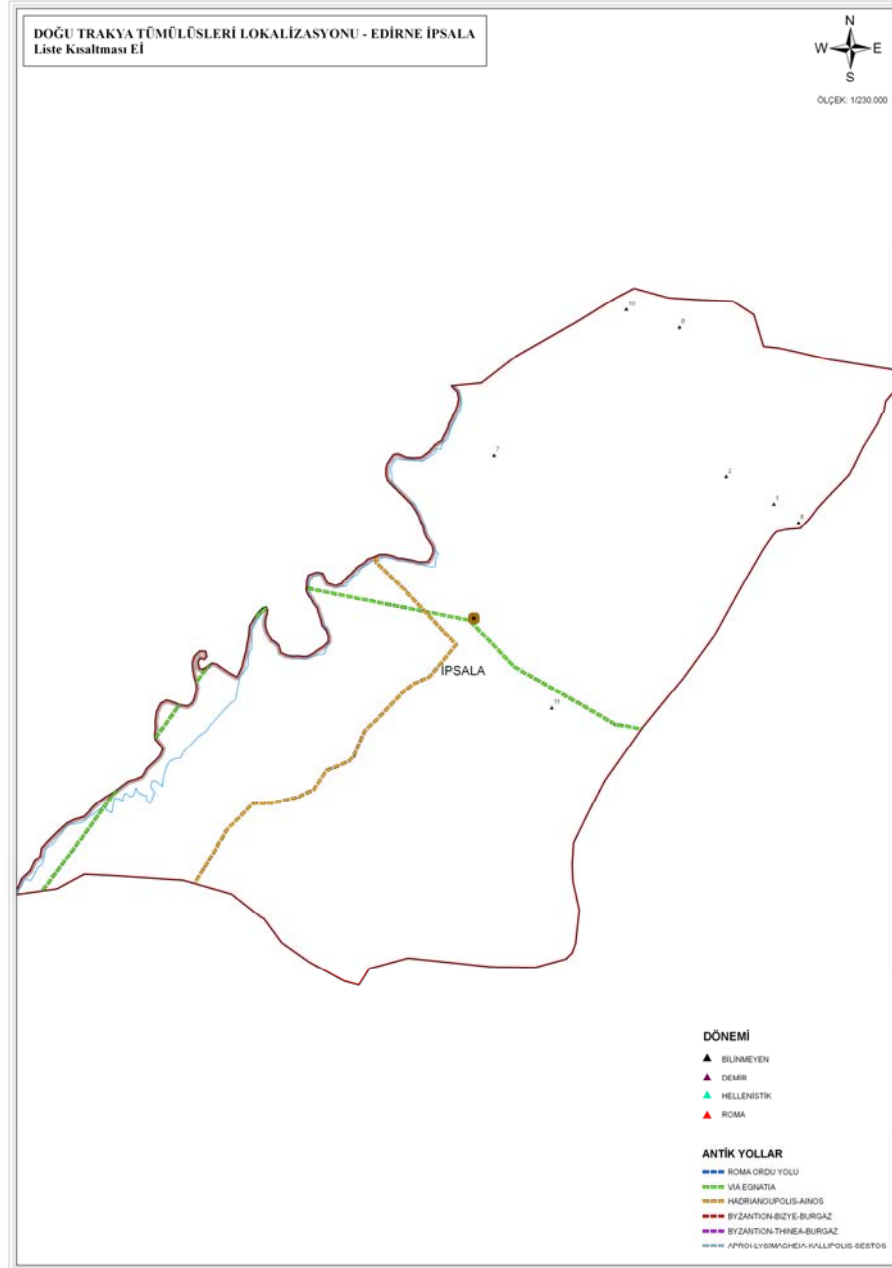 DOĞU TRAKYA TÜMÜLÜSLERİ LOKALİZASYONU - EDİRNE İPSALA
Liste Kısaltması Eİ
N
W E
S
ÖLÇEK: 1/230.000
10
8
7
2
1
İPSALA
11
DÖNEMİ
BİLİNMEYEN
DEMİR
HELLENİSTİK
ROMA
ANTİK YOLLAR
ROMA ORDU YOLU
VIA EGNATIA
HADRIANOUPOLIS-AINOS
BYZANTION-BIZYE-BURGAZ
BYZANTION-THINEA-BURGAZ
APROI-LYSIMACHEIA-KALLIPOLIS-SESTOS